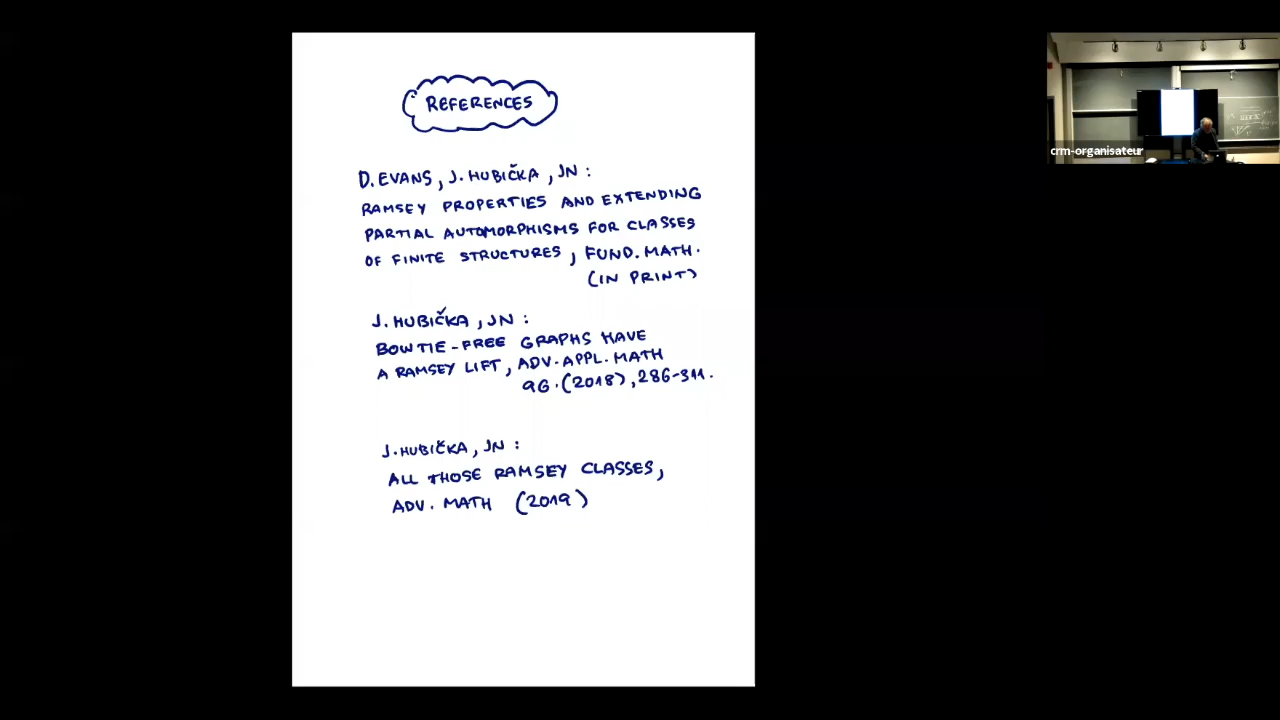 REFERENCES
D. EVANS, J. HUBIČKA, JN:
RAMSEY PROPERTIES AND EXTENDING
PARTIAL AUTOMORPHISMS FOR CLASSES
OF FINITE STRUCTURES, FUND. MATH.
(IN PRINT)
J. HUBIČKA, JN:
BOWTIE-FREE GRAPHS HAVE
A RAMSEY LIFT, ADV. APPL. MATH
96. (2018), 286-311.
J. HUBIČKA, JN:
ALL THOSE RAMSEY CLASSES,
ADV. MATH (2019)
crm-organisateur